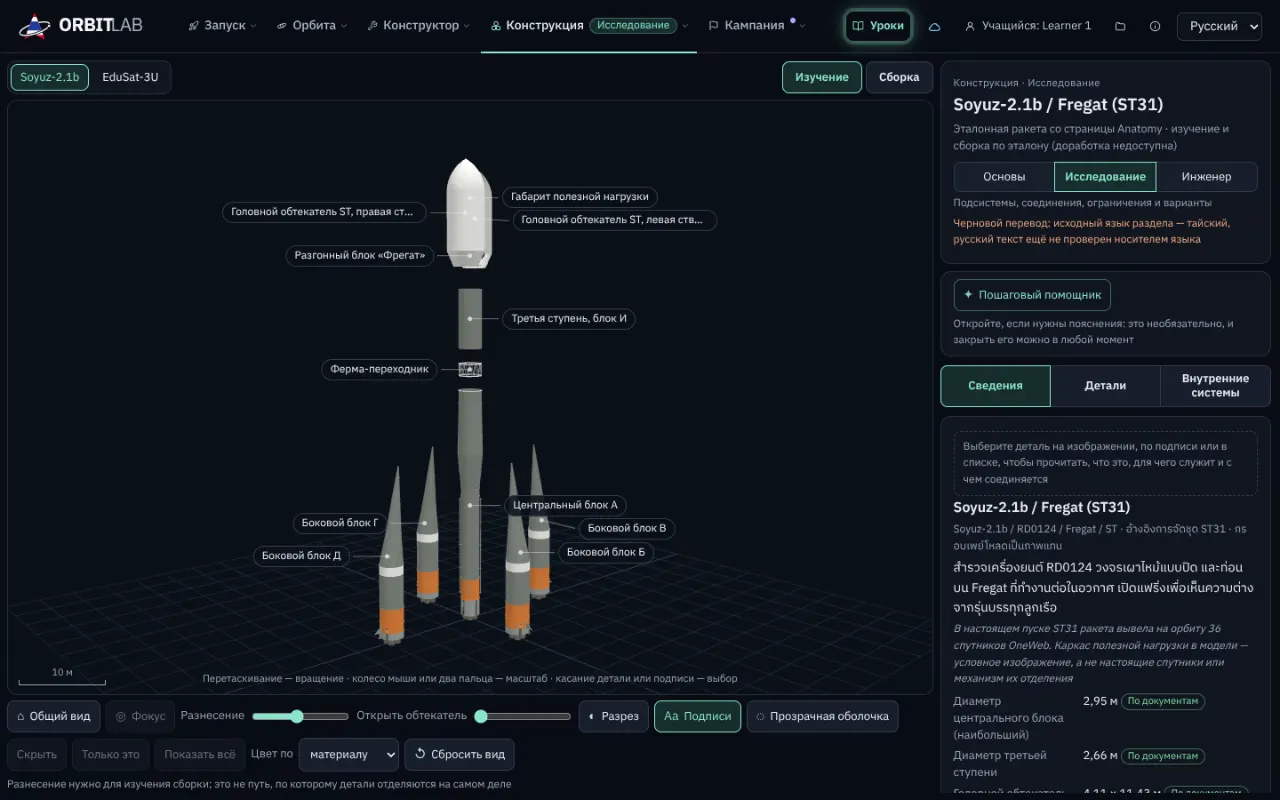 ORBITLAB
Запуск
Орбита
Конструктор
Конструкция Исследование
Кампания
Уроки
Учащийся: Learner 1
Русский
Soyuz-2.1b
EduSat-3U
Изучение
Сборка
Габарит полезной нагрузки
Головной обтекатель ST, правая ст...
Головной обтекатель ST, левая ств...
Разгонный блок «Фрегат»
Третья ступень, блок И
Ферма-переходник
Центральный блок А
Боковой блок Г
Боковой блок В
Боковой блок Д
Боковой блок Б
10 м
Перетаскивание — вращение · колесо мыши или два пальца — масштаб · касание детали или подписи — выбор
Общий вид
Фокус
Разнесение
Открыть обтекатель
Разрез
Аа Подписи
Прозрачная оболочка
Скрыть
Только это
Показать всё
Цвет по
материалу
Сбросить вид
Разнесение нужно для изучения сборки; это не путь, по которому детали отделяются на самом деле
Конструкция · Исследование
Soyuz-2.1b / Fregat (ST31)
Эталонная ракета со страницы Anatomy · изучение и
сборка по эталону (доработка недоступна)
Основы
Исследование
Инженер
Подсистемы, соединения, ограничения и варианты
Черновой перевод: исходный язык раздела — тайский,
русский текст ещё не проверен носителем языка
Пошаговый помощник
Откройте, если нужны пояснения: это необязательно, и
закрыть его можно в любой момент
Сведения
Детали
Внутренние
системы
Выберите деталь на изображении, по подписи или в
списке, чтобы прочитать, что это, для чего служит и с
чем соединяется
Soyuz-2.1b / Fregat (ST31)
Soyuz-2.1b / RD0124 / Fregat / ST · อ้างอิงการจัดชุด ST31 · กร
อบเพย์โหลดเป็นภาพแทน
สำรวจเครื่องยนต์ RD0124 วงจรเผาไหม้แบบปิด และท่อน
บน Fregat ที่ทำงานต่อในอวกาศ เปิดแฟริ่งเพื่อเห็นความต่าง
จากรุ่นบรรทุกลูกเรือ
В настоящем пуске ST31 ракета вывела на орбиту 36
спутников OneWeb. Каркас полезной нагрузки в модели —
условное изображение, а не настоящие спутники или
механизм их отделения
Диаметр
центрального блока
(наибольший)
2,95 м По документам
Диаметр третьей
ступени
2,66 м По документам
Головной обтекатель
4,11 × 11,43 м По документам